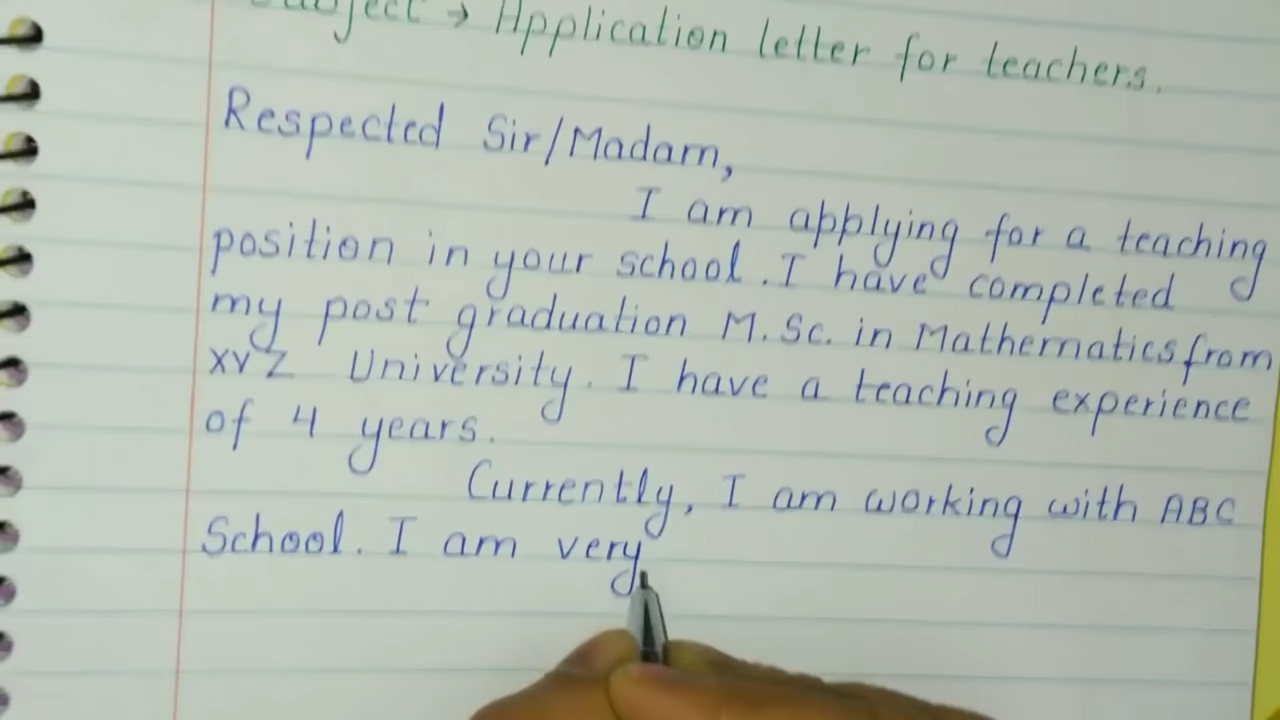 Subject → Application letter for teachers.
Respected Sir/Madam,
I am applying for a teaching
position in your school. I have completed
my post graduation M.Sc. in Mathematics from
XYZ University. I have a teaching experience
of 4 years.
Currently, I am working with ABC
School. I am very